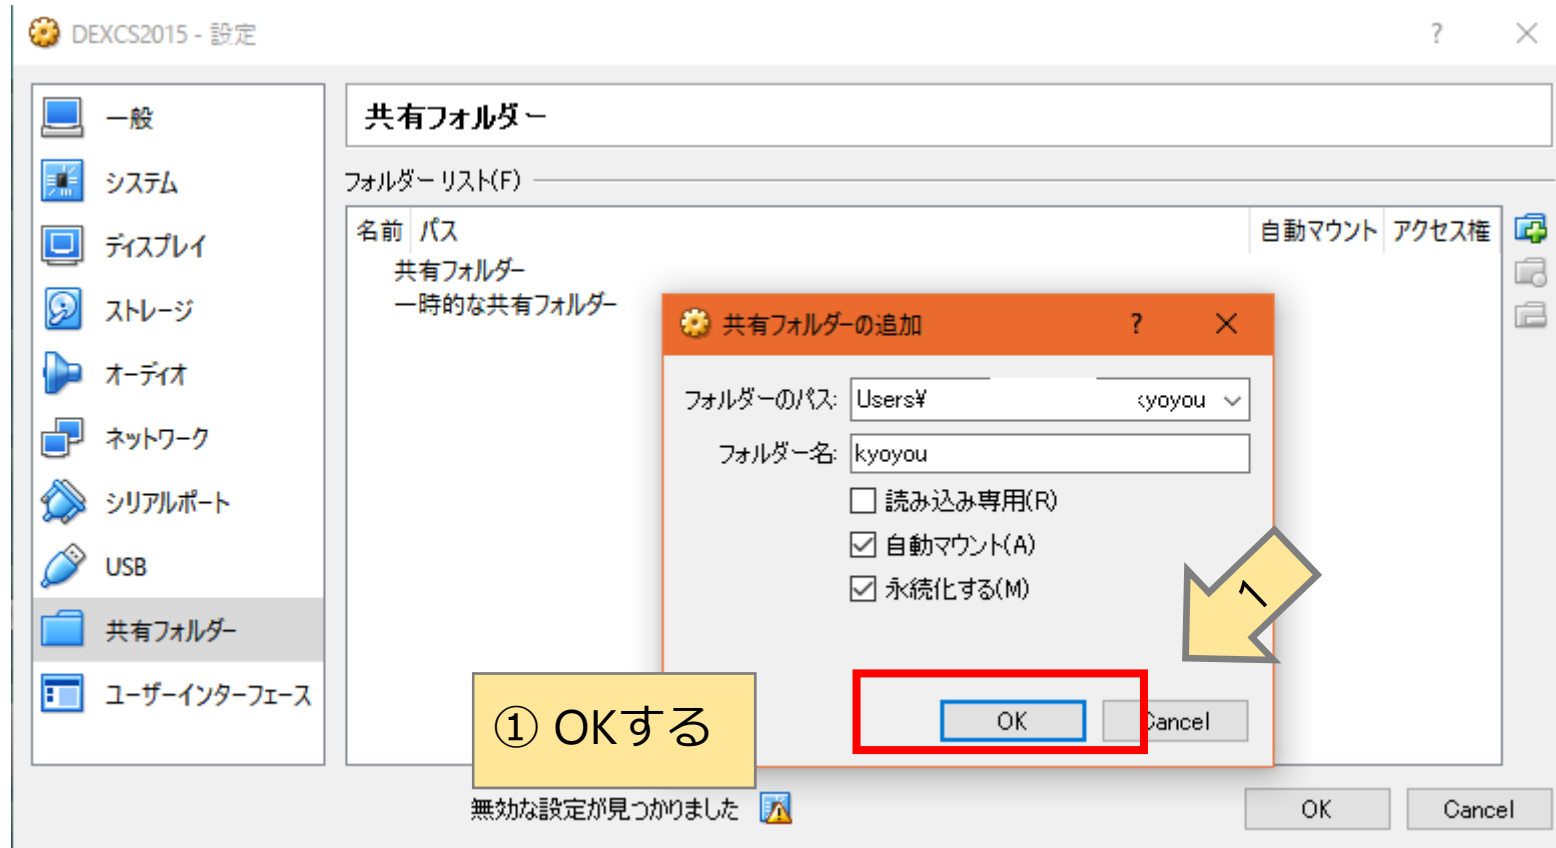 DEXCS2015 - 設定
?
一般
システム
ディスプレイ
ストレージ
オーディオ
ネットワーク
シリアルポート
USB
共有フォルダー
ユーザーインターフェース
共有フォルダー
フォルダー リスト(F)
名前 パス 自動マウント アクセス権
共有フォルダー
一時的な共有フォルダー
共有フォルダーの追加 ?
フォルダーのパス: Users¥ yoyou
フォルダー名: kyoyou
読み込み専用(R)
自動マウント(A)
永続化する(M)
1
OK Cancel
① OKする
無効な設定が見つかりました
OK Cancel